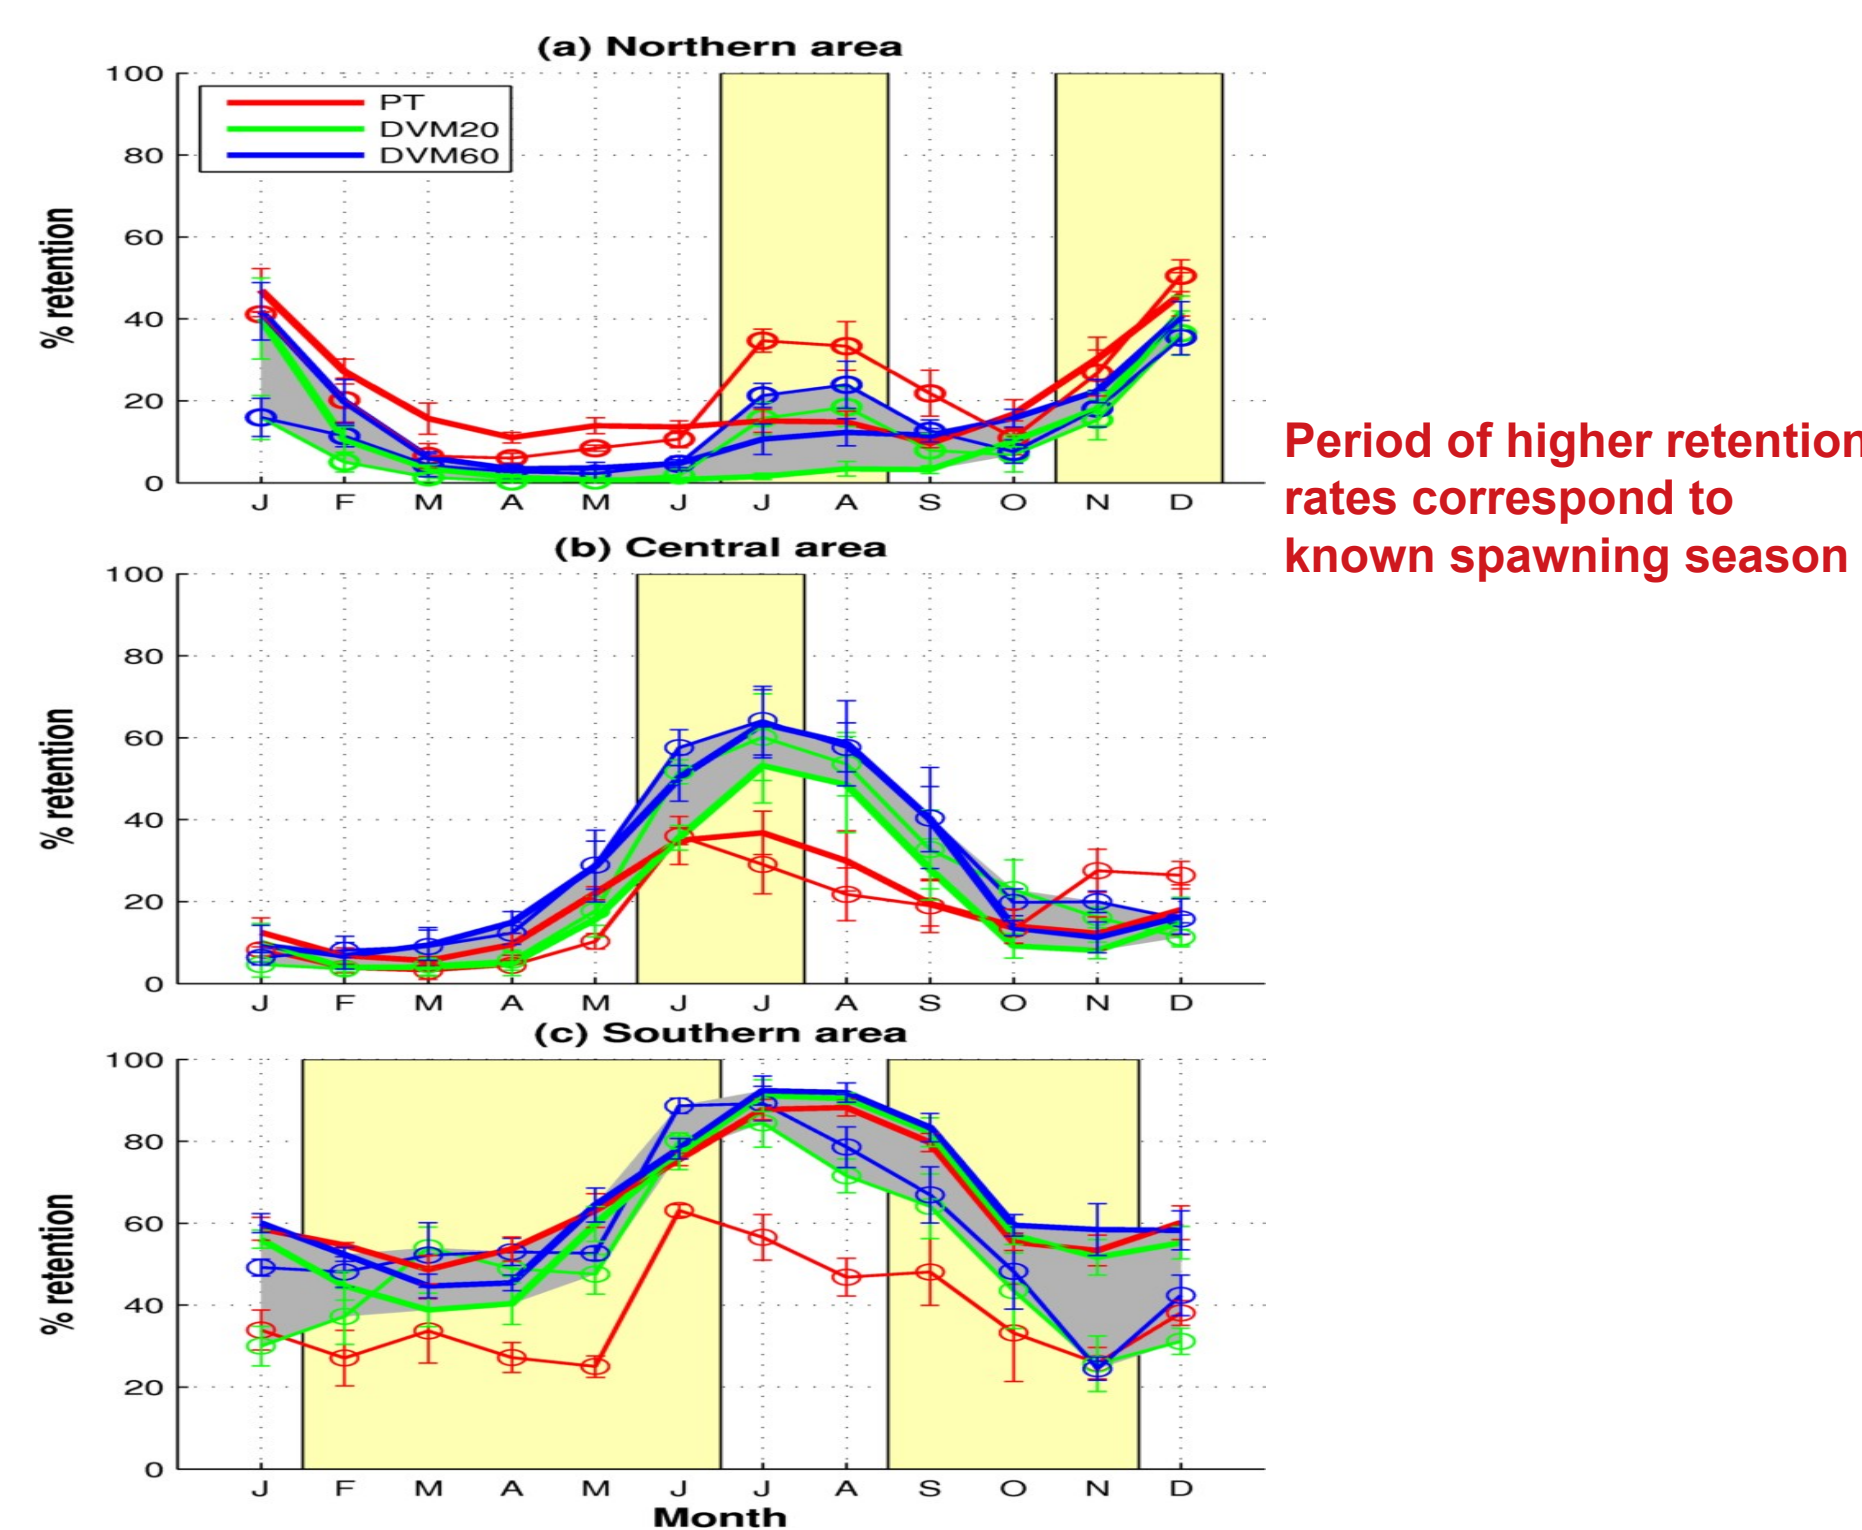 (a) Northern area
PT
DVM20
DVM60
% retention
100
80
60
40
20
0
J F M A M J J A S O N D
Period of higher retention
rates correspond to
known spawning season
(b) Central area
% retention
100
80
60
40
20
0
J F M A M J J A S O N D
(c) Southern area
% retention
100
80
60
40
20
0
J F M A M J J A S O N D
Month